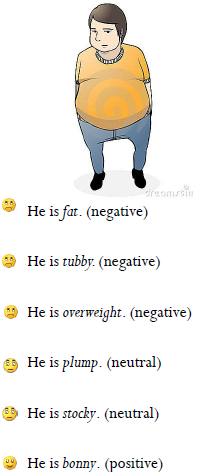 dreamstim
He is fat. (negative)
He is tubby. (negative)
He is overweight. (negative)
He is plump. (neutral)
He is stocky. (neutral)
He is bonny. (positive)